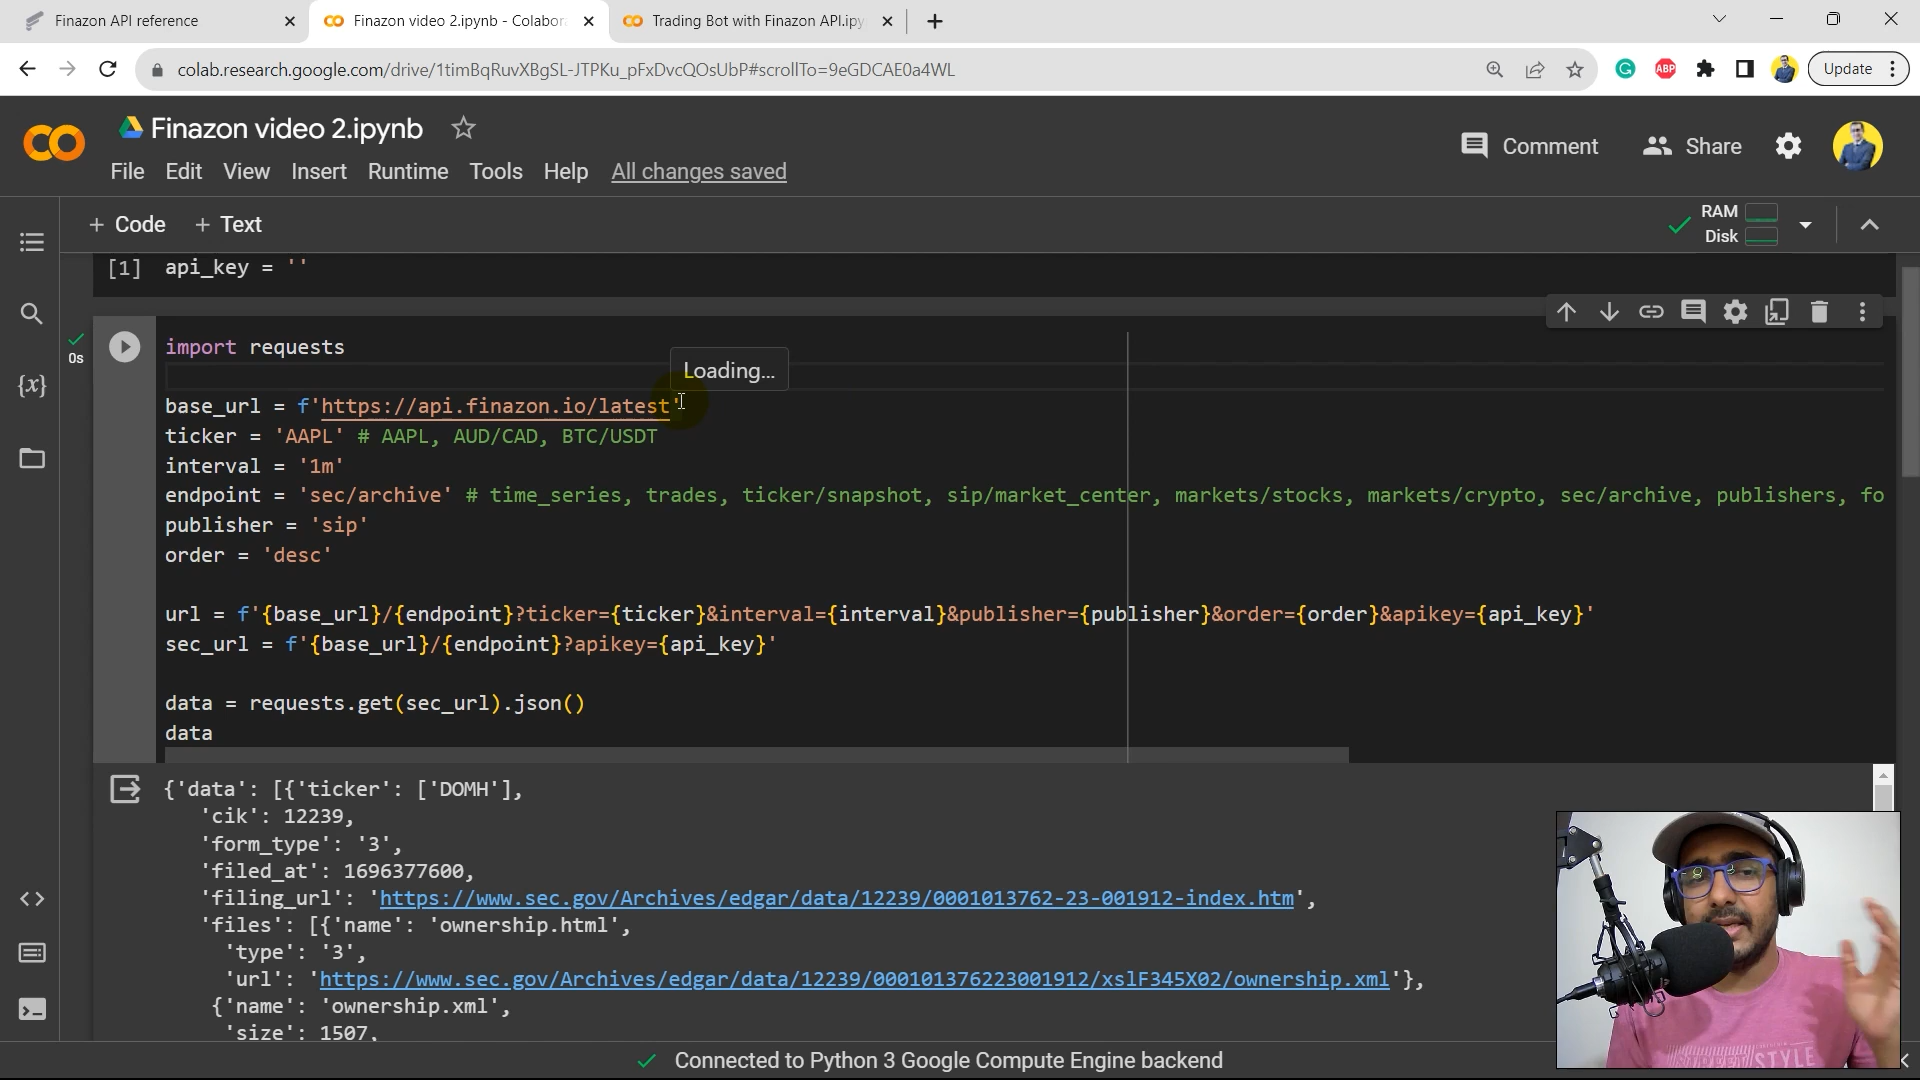 Finazon API reference
Finazon video 2.ipynb - Colabor
Trading Bot with Finazon API.ipy
colab.research.google.com/drive/1timBqRuvXBgSL-JTPKu_pFxDvcQOsUbP#scrollTo=9eGDCAE0a4WL
ABP
Update
Finazon video 2.ipynb
Comment
Share
File Edit View Insert Runtime Tools Help All changes saved
+ Code + Text
RAM
Disk
[1] api_key = ''
0s
import requests
Loading...
base_url = f'https://api.finazon.io/latest'
ticker = 'AAPL' # AAPL, AUD/CAD, BTC/USDT
interval = '1m'
endpoint = 'sec/archive' # time_series, trades, ticker/snapshot, sip/market_center, markets/stocks, markets/crypto, sec/archive, publishers, fo
publisher = 'sip'
order = 'desc'
url = f'{base_url}/{endpoint}?ticker={ticker}&interval={interval}&publisher={publisher}&order={order}&apikey={api_key}'
sec_url = f'{base_url}/{endpoint}?apikey={api_key}'
data = requests.get(sec_url).json()
data
{'data': [{'ticker': ['DOMH'],
'cik': 12239,
'form_type': '3',
'filed_at': 1696377600,
'filing_url': 'https://www.sec.gov/Archives/edgar/data/12239/0001013762-23-001912-index.htm',
'files': [{'name': 'ownership.html',
'type': '3',
'url': 'https://www.sec.gov/Archives/edgar/data/12239/000101376223001912/xslF345X02/ownership.xml'},
{'name': 'ownership.xml',
'size': 1507,
Connected to Python 3 Google Compute Engine backend
STYLE